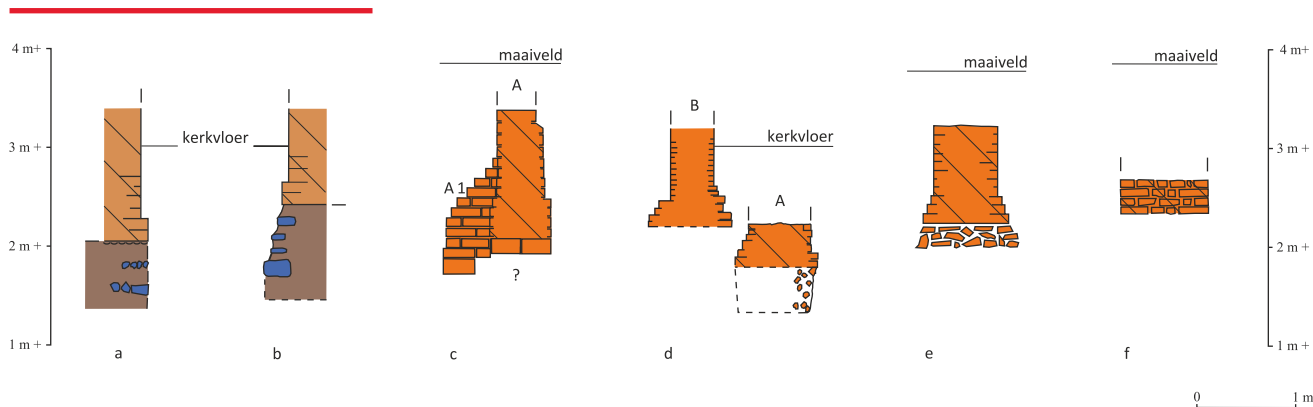 4 m+
3 m+
2 m+
1 m +
kerkvloer
a
b
maaiveld
A
A 1
?
c
B
kerkvloer
A
d
maaiveld
e
maaiveld
f
4 m+
3 m+
2 m+
1 m +
0 1 m